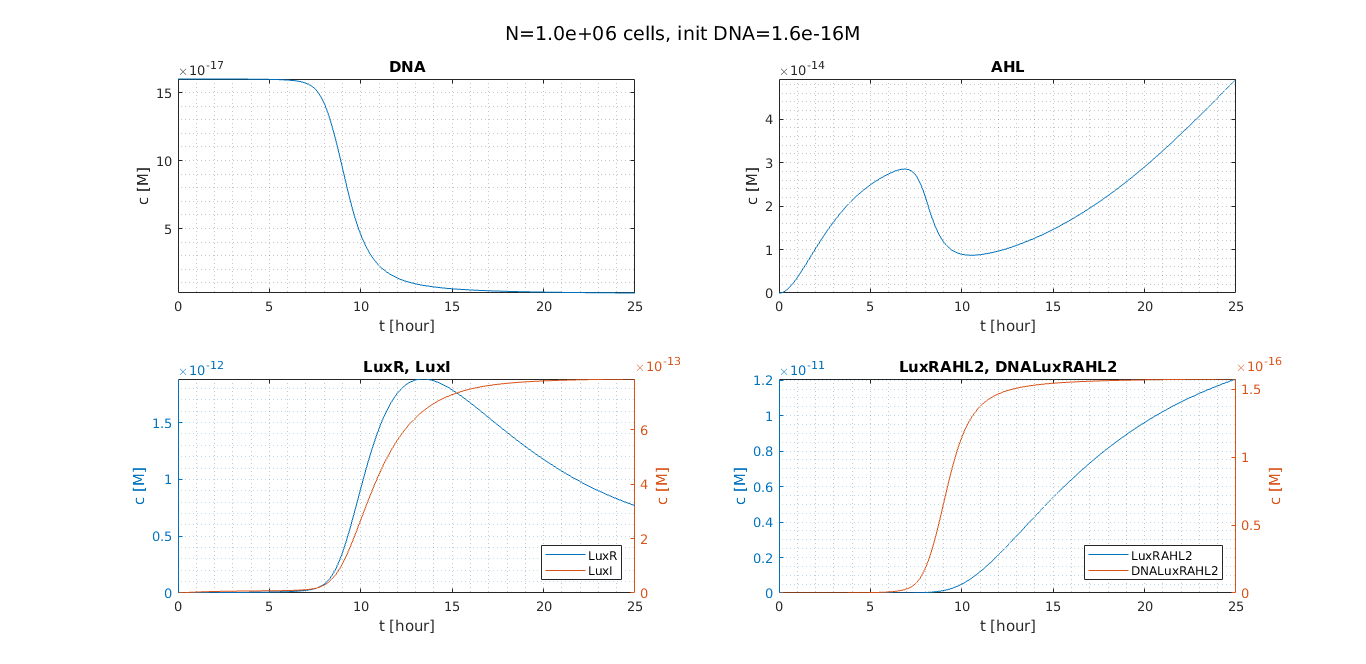 N=1.0e+06 cells, init DNA=1.6e-16M
×10-17
DNA
15
10
5
c [M]
0 5 10 15 20 25
t [hour]
×10-14
AHL
4
3
2
1
0
c [M]
0 5 10 15 20 25
t [hour]
×10-12
LuxR, LuxI
×10-13
1.5
1
0.5
0
c [M]
6
4
2
0
c [M]
LuxR
LuxI
0 5 10 15 20 25
t [hour]
×10-11
LuxRAHL2, DNALuxRAHL2
×10-16
1.2
1
0.8
0.6
0.4
0.2
0
c [M]
1.5
1
0.5
0
c [M]
LuxRAHL2
DNALuxRAHL2
0 5 10 15 20 25
t [hour]